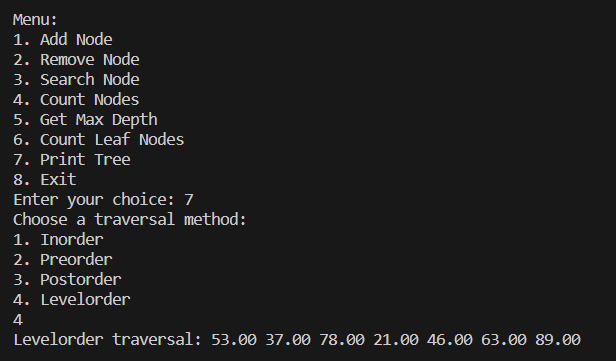 Menu:
1. Add Node
2. Remove Node
3. Search Node
4. Count Nodes
5. Get Max Depth
6. Count Leaf Nodes
7. Print Tree
8. Exit
Enter your choice: 7
Choose a traversal method:
1. Inorder
2. Preorder
3. Postorder
4. Levelorder
4
Levelorder traversal: 53.00 37.00 78.00 21.00 46.00 63.00 89.00